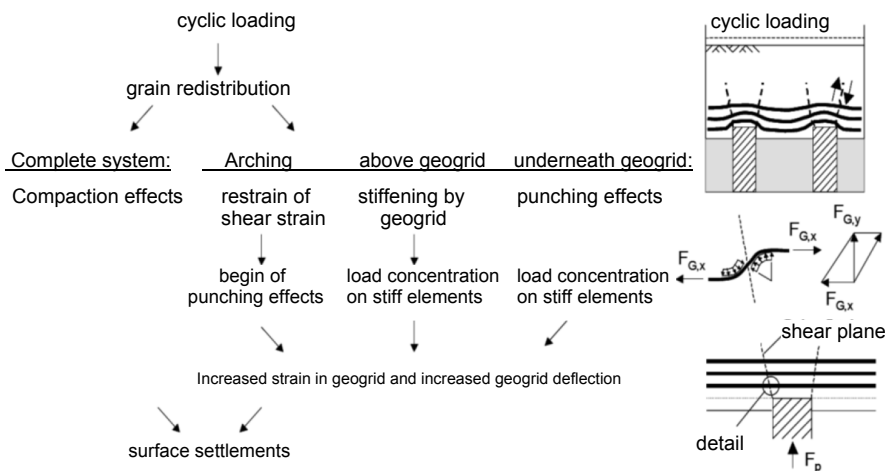 cyclic loading
grain redistribution
Complete system:
Compaction effects
Arching
restrain of
shear strain
begin of
punching effects
above geogrid
stiffening by
geogrid
load concentration
on stiff elements
underneath geogrid:
punching effects
load concentration
on stiff elements
Increased strain in geogrid and increased geogrid deflection
surface settlements
cyclic loading
F_G,y
F_G,x
F_G,x
F_G,x
shear plane
detail
F_p